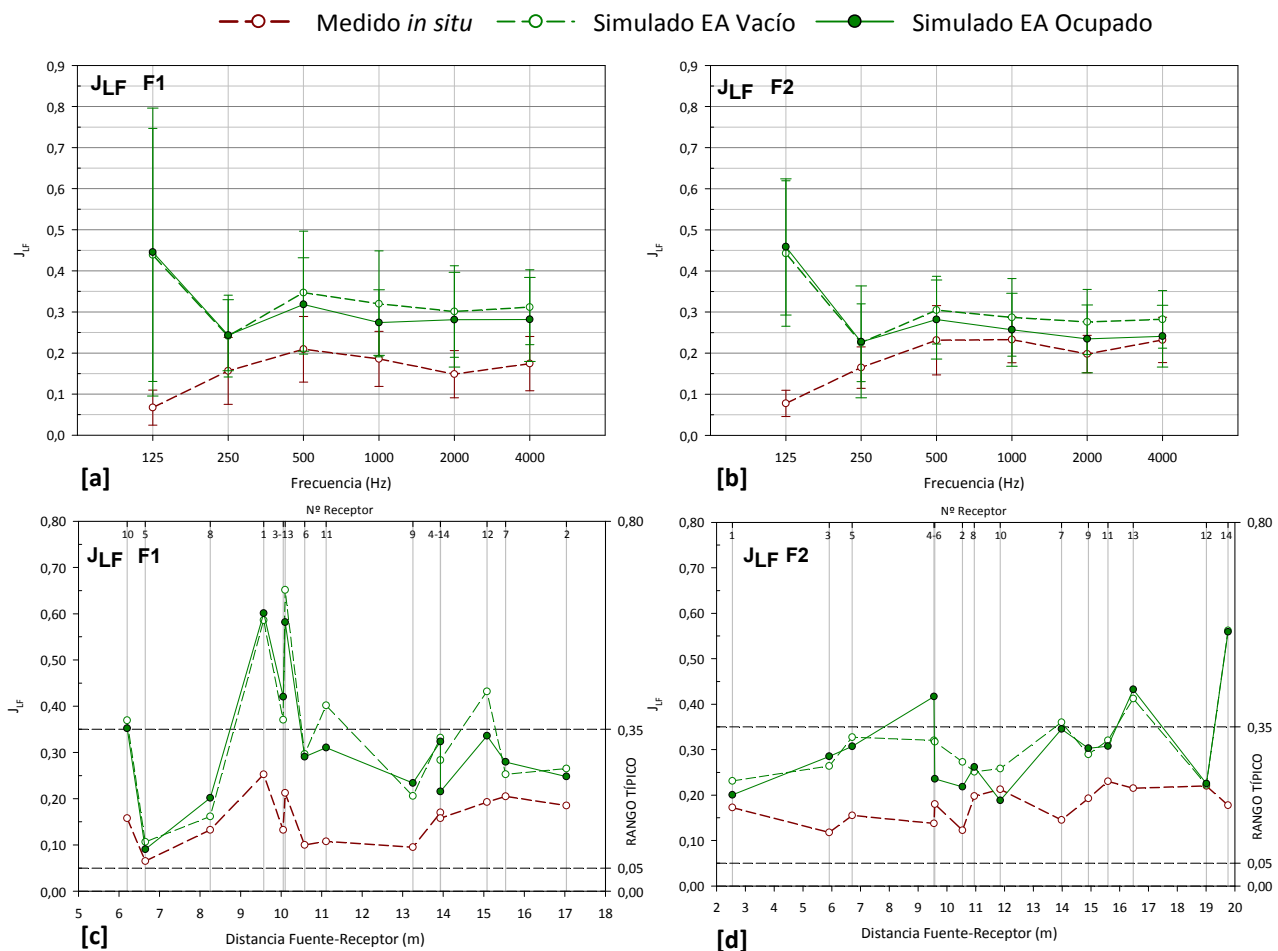 Medido in situ Simulado EA Vacío Simulado EA Ocupado
JLF F1
0,9
0,8
0,7
0,6
0,5
0,4
0,3
0,2
0,1
0,0
JLF
125 250 500 1000 2000 4000
Frecuencia (Hz)
[a]
JLF F2
0,9
0,8
0,7
0,6
0,5
0,4
0,3
0,2
0,1
0,0
JLF
125 250 500 1000 2000 4000
Frecuencia (Hz)
[b]
Nº Receptor
10 5 8 1 3-13 6 11 9 4-14 12 7 2
JLF F1
0,80
0,70
0,60
0,50
0,40
0,30
0,20
0,10
0,00
JLF
0,80
0,35
0,05
0,00
RANGO TÍPICO
5 6 7 8 9 10 11 12 13 14 15 16 17 18
Distancia Fuente-Receptor (m)
[c]
Nº Receptor
1 3 5 4-6 2 8 10 7 9 11 13 12 14
JLF F2
0,80
0,70
0,60
0,50
0,40
0,30
0,20
0,10
0,00
JLF
0,80
0,35
0,05
0,00
RANGO TÍPICO
2 3 4 5 6 7 8 9 10 11 12 13 14 15 16 17 18 19 20
Distancia Fuente-Receptor (m)
[d]